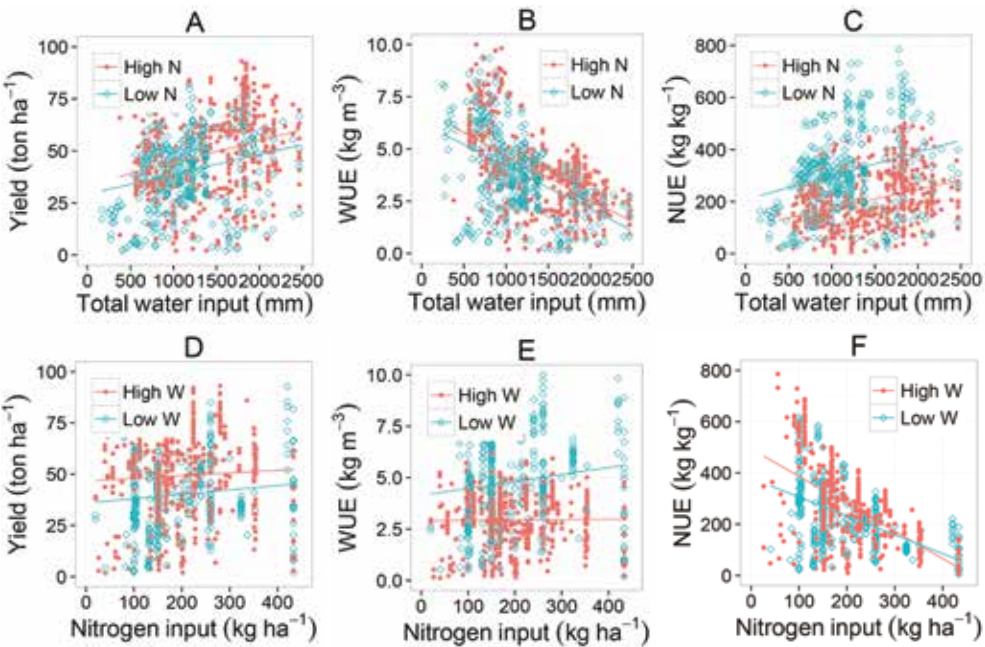 A
B
C
100
75
50
25
0
Yield (ton ha⁻¹)
High N
Low N
0 500 1000 1500 2000 2500
Total water input (mm)
10.0
7.5
5.0
2.5
0.0
WUE (kg m⁻³)
High N
Low N
0 500 1000 1500 2000 2500
Total water input (mm)
800
600
400
200
0
NUE (kg kg⁻¹)
High N
Low N
0 500 1000 1500 2000 2500
Total water input (mm)
D
E
F
100
75
50
25
0
Yield (ton ha⁻¹)
High W
Low W
0 100 200 300 400
Nitrogen input (kg ha⁻¹)
10.0
7.5
5.0
2.5
0.0
WUE (kg m⁻³)
High W
Low W
0 100 200 300 400
Nitrogen input (kg ha⁻¹)
800
600
400
200
0
NUE (kg kg⁻¹)
High W
Low W
0 100 200 300 400
Nitrogen input (kg ha⁻¹)